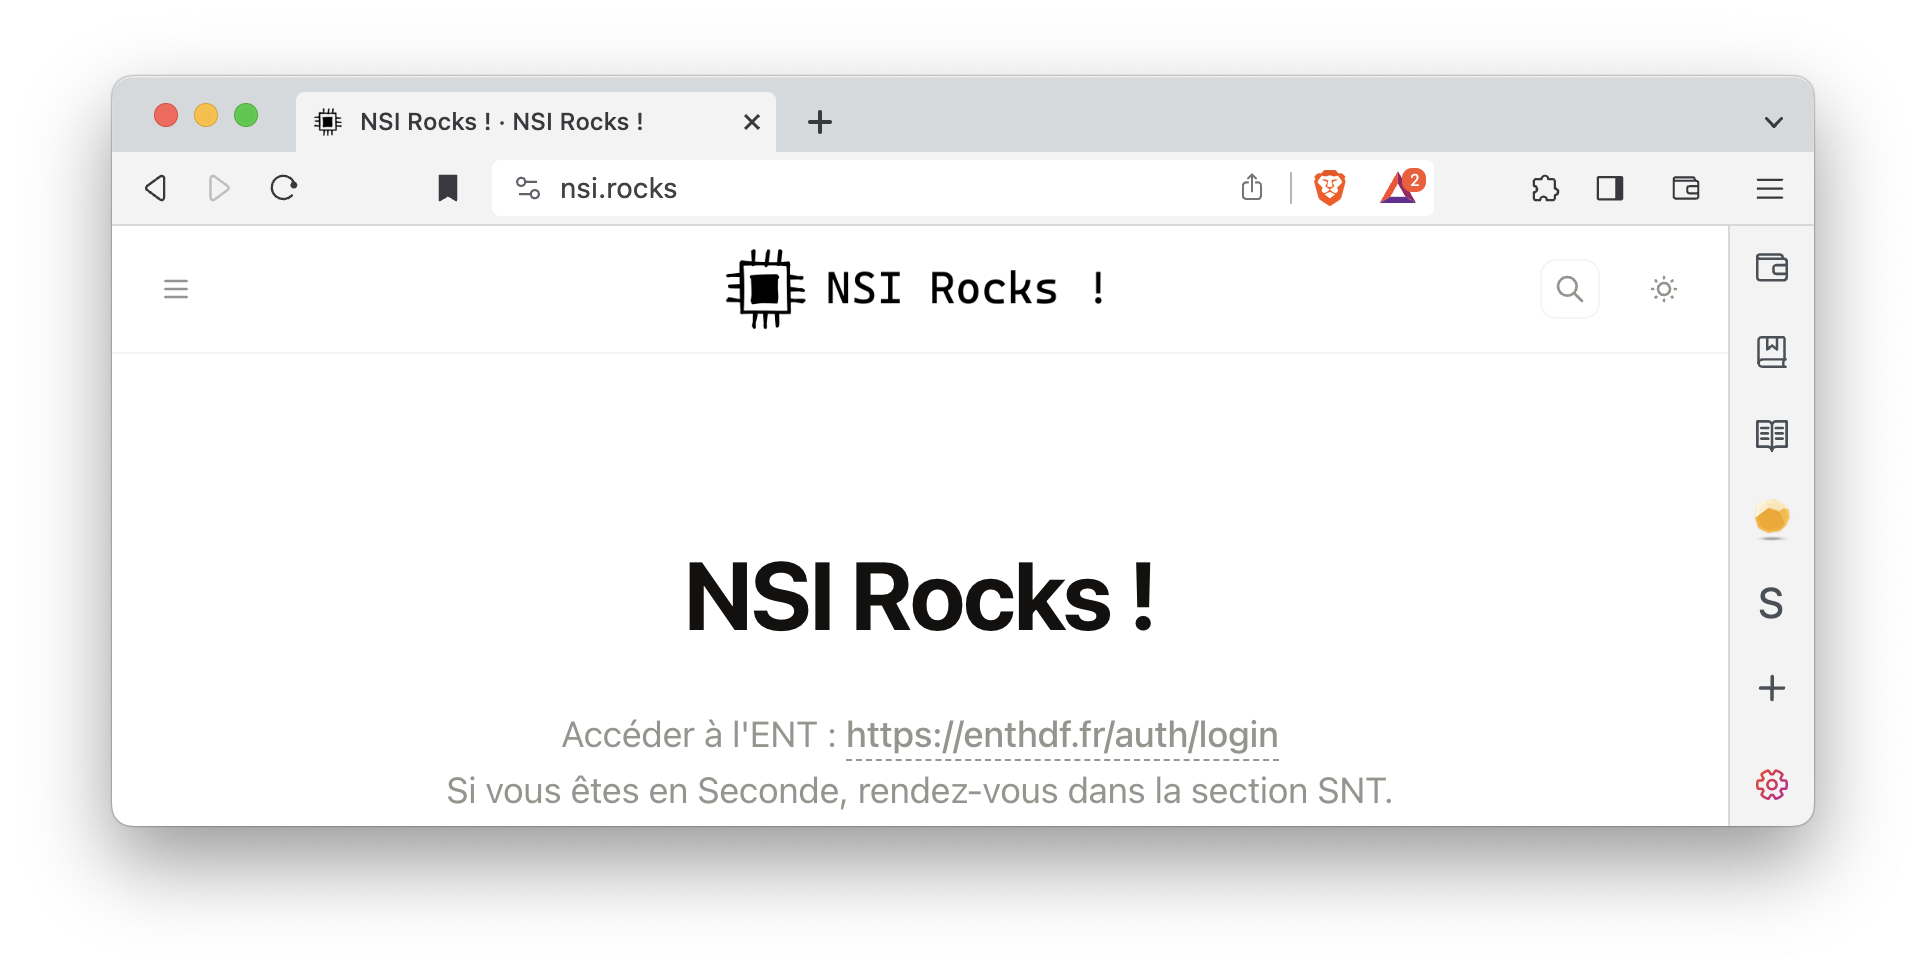 NSI Rocks ! · NSI Rocks !
nsi.rocks
2
NSI Rocks !
NSI Rocks !
Accéder à l'ENT : https://enthdf.fr/auth/login
Si vous êtes en Seconde, rendez-vous dans la section SNT.
S